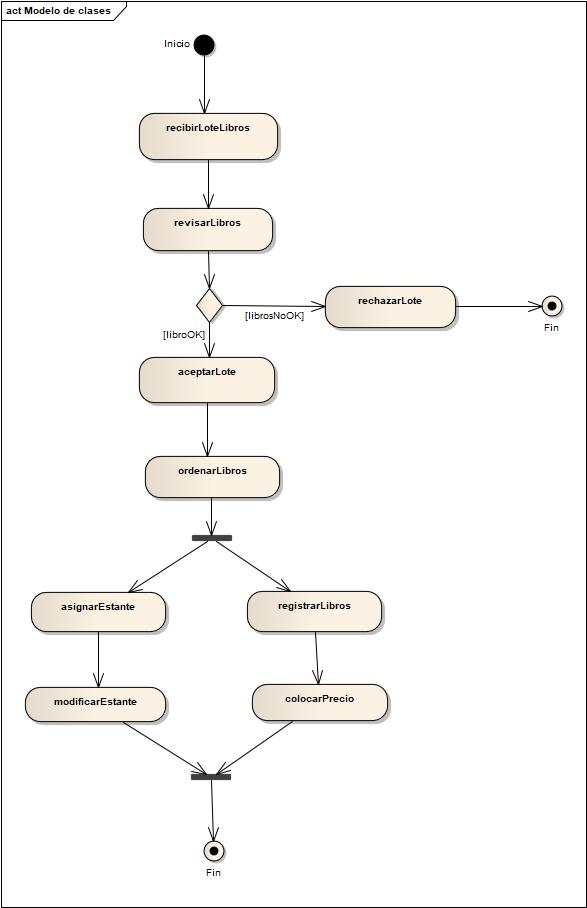 act Modelo de clases
Inicio
recibirLoteLibros
revisarLibros
rechazarLote
[librosNoOK]
Fin
[libroOK]
aceptarLote
ordenarLibros
asignarEstante
registrarLibros
modificarEstante
colocarPrecio
Fin